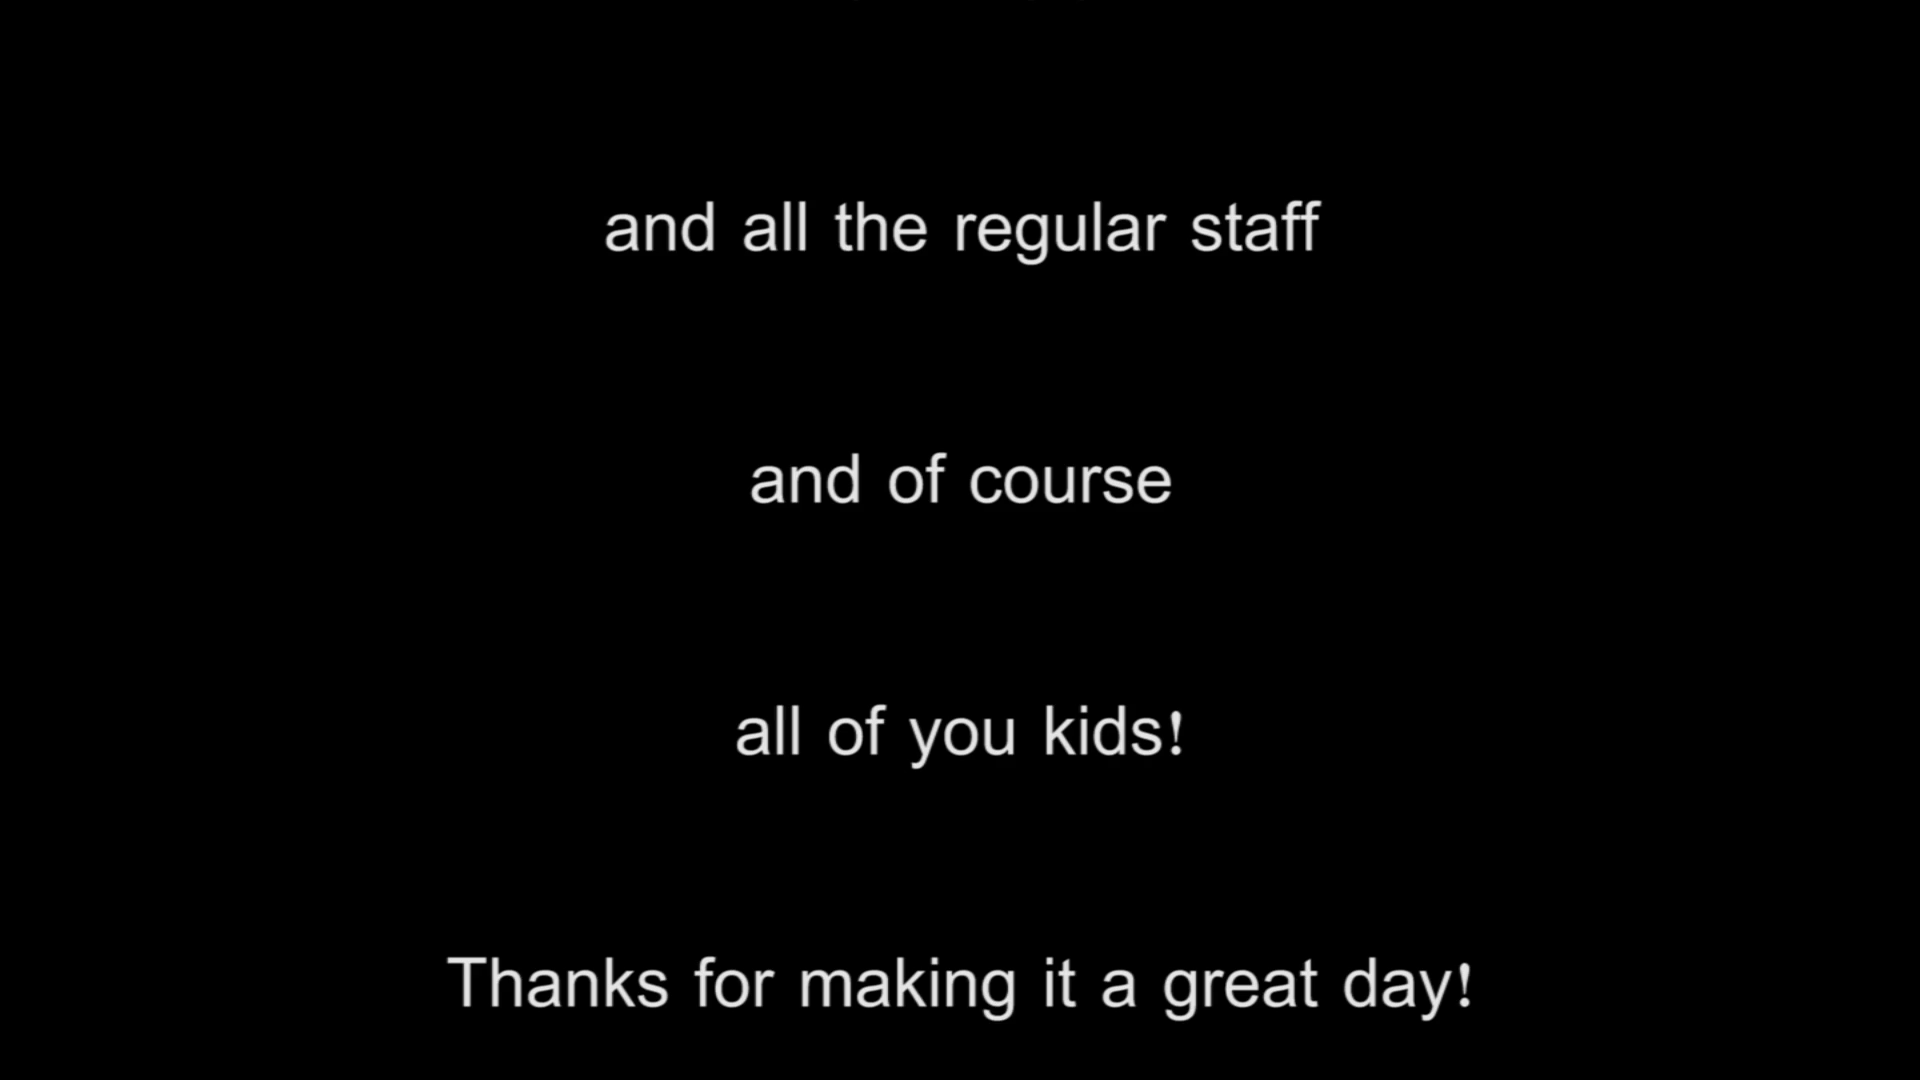 and all the regular staff
and of course
all of you kids!
Thanks for making it a great day!